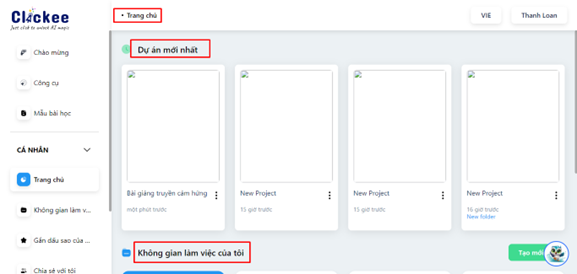 Clickee
Just click to unlock AI magic
Chào mừng
Công cụ
Mẫu bài học
CÁ NHÂN
Trang chủ
Không gian làm v...
Gắn dấu sao của ...
Chia sẻ với tôi
• Trang chủ
VIE
Thanh Loan
Dự án mới nhất
Bài giảng truyền cảm hứng
một phút trước
New Project
15 giờ trước
New Project
15 giờ trước
New Project
16 giờ trước
New folder
Không gian làm việc của tôi
Tạo mới